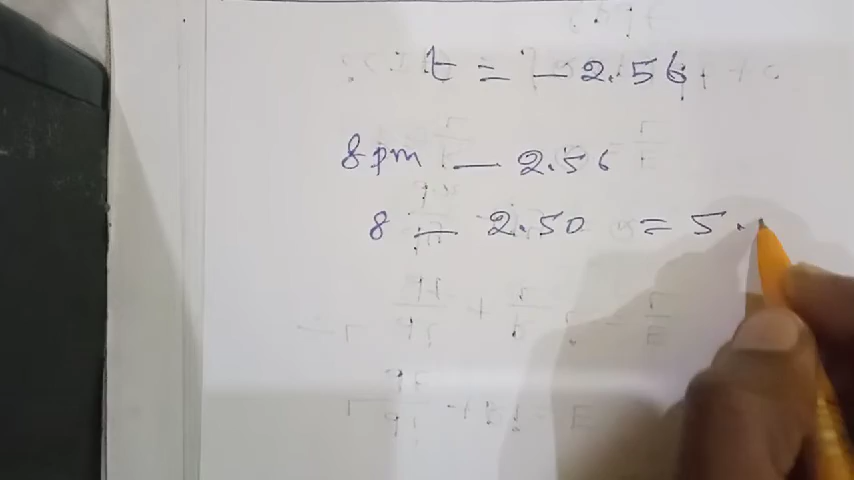 t = - 2.56
8pm - 2.56
8 - 2.50 = 5.